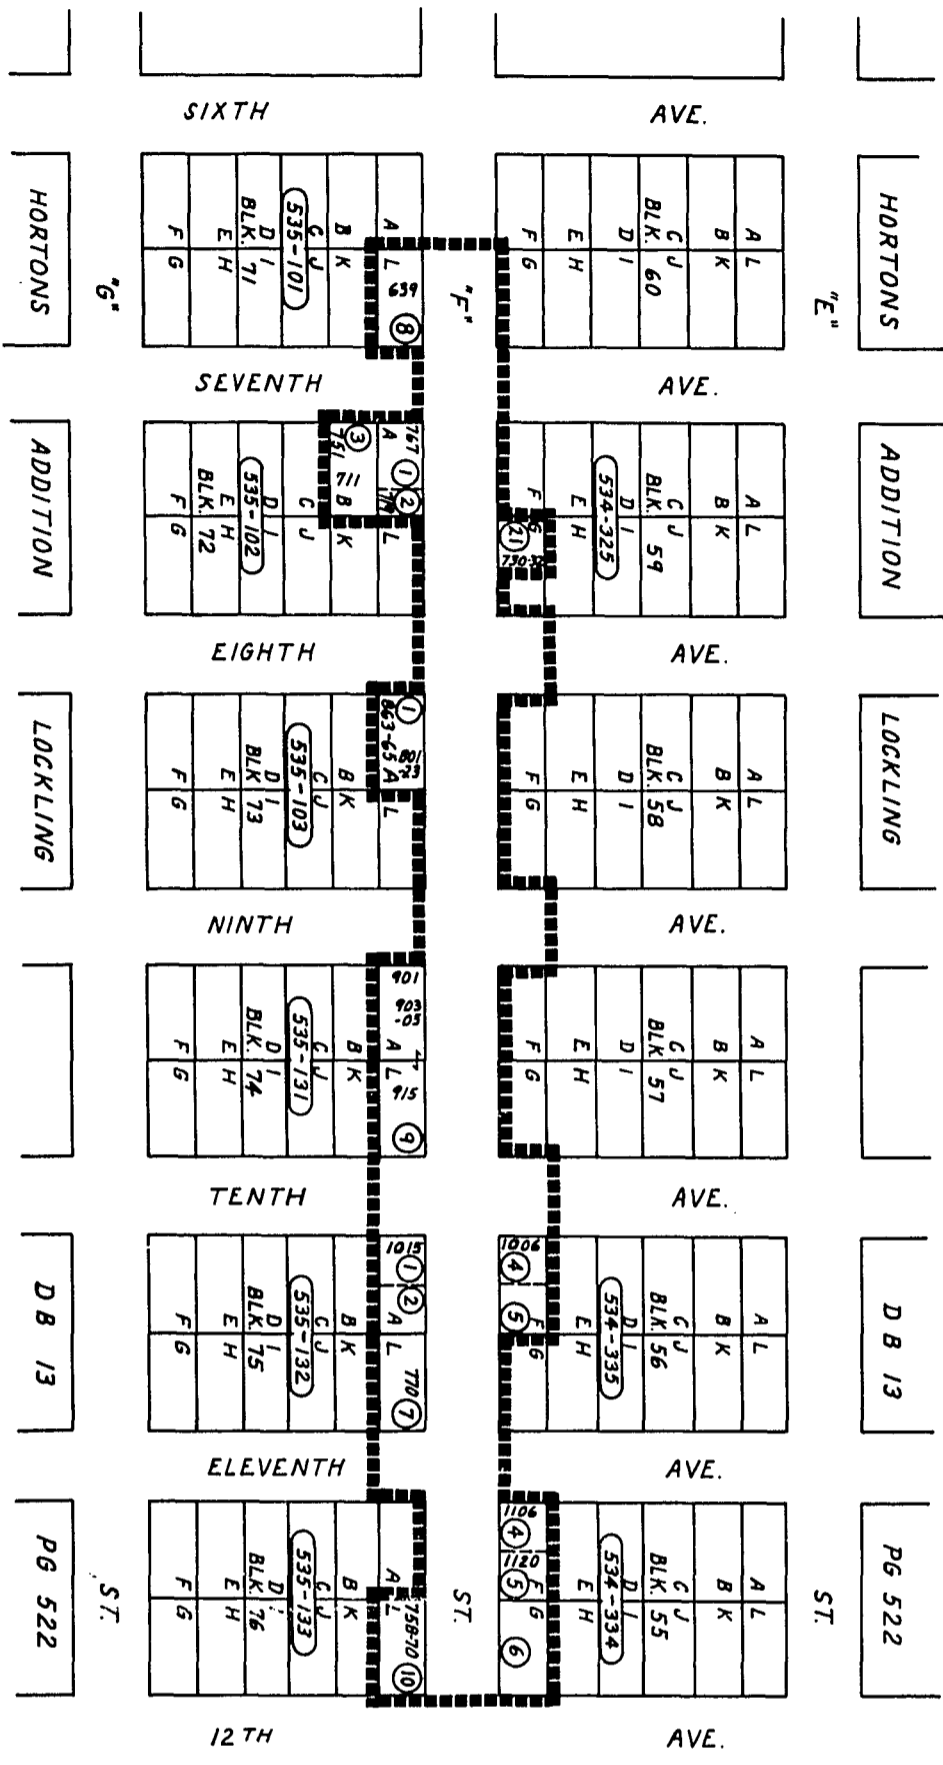 SIXTH AVE.
HORTONS
"G"
A L
B K
C J
535-101
D I
BLK. 71
E H
F G
639
8
"F"
A L
B K
C J
BLK. 60
D I
E H
F G
"E"
HORTONS
SEVENTH AVE.
ADDITION
767
1
2
719
A L
3
751
711
B K
C J
D I
535-102
E H
BLK. 72
F G
A L
B K
C J
BLK. 59
D I
534-325
E H
F G
21
730-32
ADDITION
EIGHTH AVE.
LOCKLING
1
863-65
801
-23
A L
B K
C J
535-103
D I
BLK. 73
E H
F G
A L
B K
C J
BLK. 58
D I
E H
F G
LOCKLING
NINTH AVE.
901
903
-05
A L
915
9
B K
C J
535-131
D I
BLK. 74
E H
F G
A L
B K
C J
BLK. 57
D I
E H
F G
TENTH AVE.
D B 13
1015
1
2
A L
770
7
B K
C J
535-132
D I
BLK. 75
E H
F G
A L
B K
C J
BLK. 56
D I
534-335
E H
F G
1006
4
5
D B 13
ELEVENTH AVE.
PG 522
ST.
A L
758-70
10
B K
C J
535-133
D I
BLK. 76
E H
F G
ST.
A L
B K
C J
BLK. 55
D I
534-334
E H
F G
1106
4
1120
5
6
ST.
PG 522
12TH AVE.